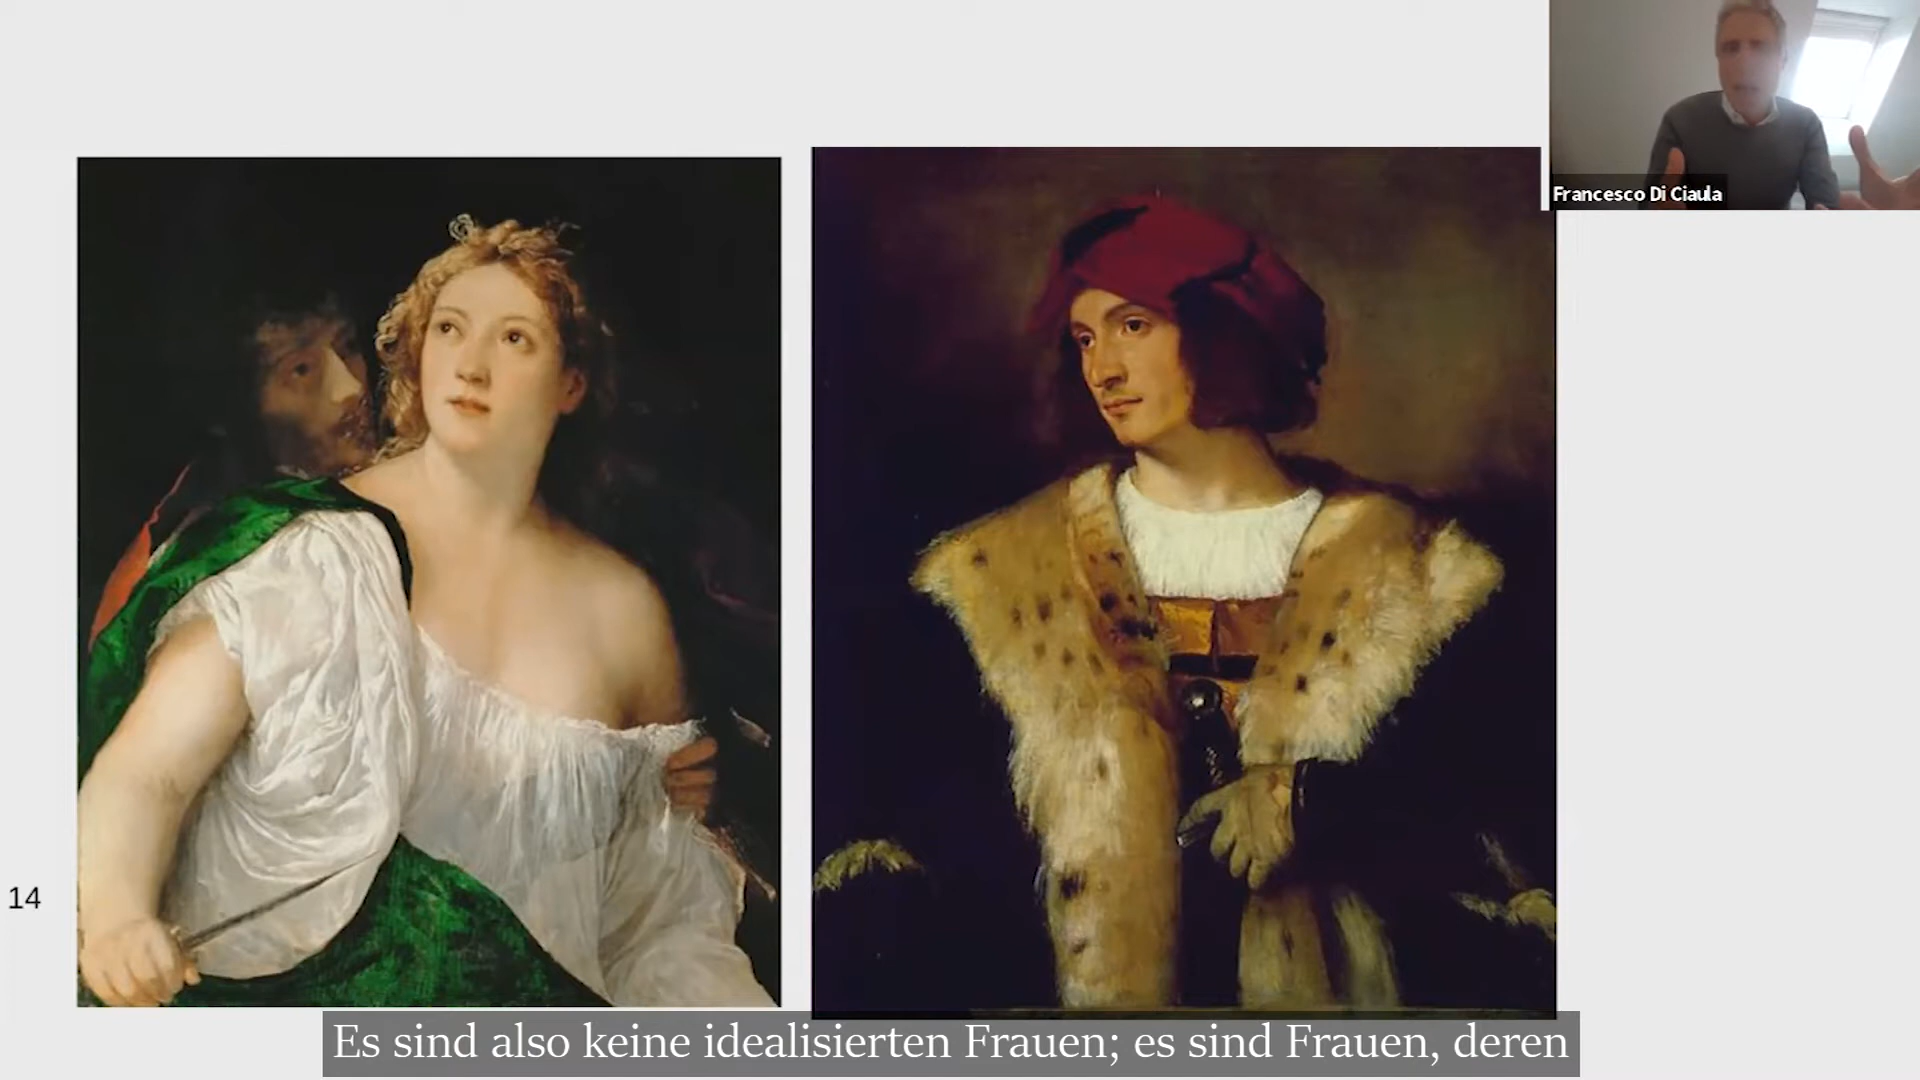 Francesco Di Ciaula
14
Es sind also keine idealisierten Frauen; es sind Frauen, deren